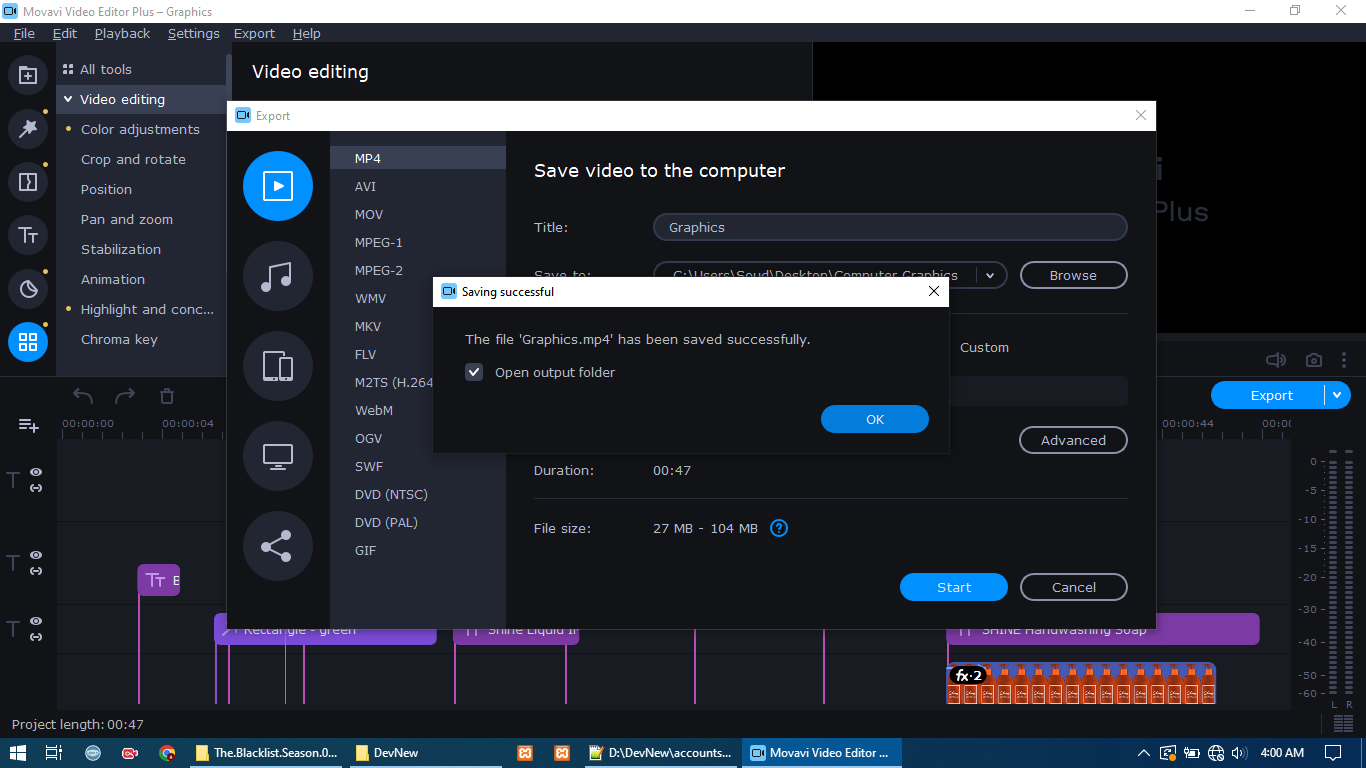 Movavi Video Editor Plus – Graphics
File Edit Playback Settings Export Help
All tools
Video editing
Color adjustments
Crop and rotate
Position
Pan and zoom
Stabilization
Animation
Highlight and conc...
Chroma key
Video editing
Plus
Export
MP4
AVI
MOV
MPEG-1
MPEG-2
WMV
MKV
FLV
M2TS (H.264
WebM
OGV
SWF
DVD (NTSC)
DVD (PAL)
GIF
Save video to the computer
Title: Graphics
Save to: C:\Users\Soud\Desktop\Computer Graphics Browse
Custom
Advanced
Duration: 00:47
File size: 27 MB - 104 MB ?
Start Cancel
Saving successful
The file 'Graphics.mp4' has been saved successfully.
Open output folder
OK
Export
00:00:00 00:00:04 00:00:44
0
-5
-10
-15
-20
-30
-40
-50
-60
L R
Rectangle - green
SHINE Handwashing Soap
fx·2
Project length: 00:47
The.Blacklist.Season.0... DevNew D:\DevNew\accounts... Movavi Video Editor ... 4:00 AM